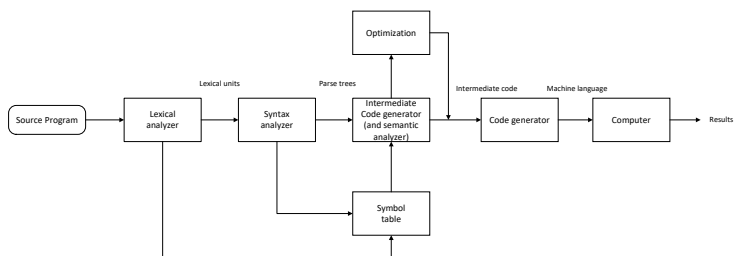 Optimization
Lexical units
Parse trees
Intermediate code
Machine language
Source Program
Lexical
analyzer
Syntax
analyzer
Intermediate
Code generator
(and semantic
analyzer)
Code generator
Computer
Results
Symbol
table